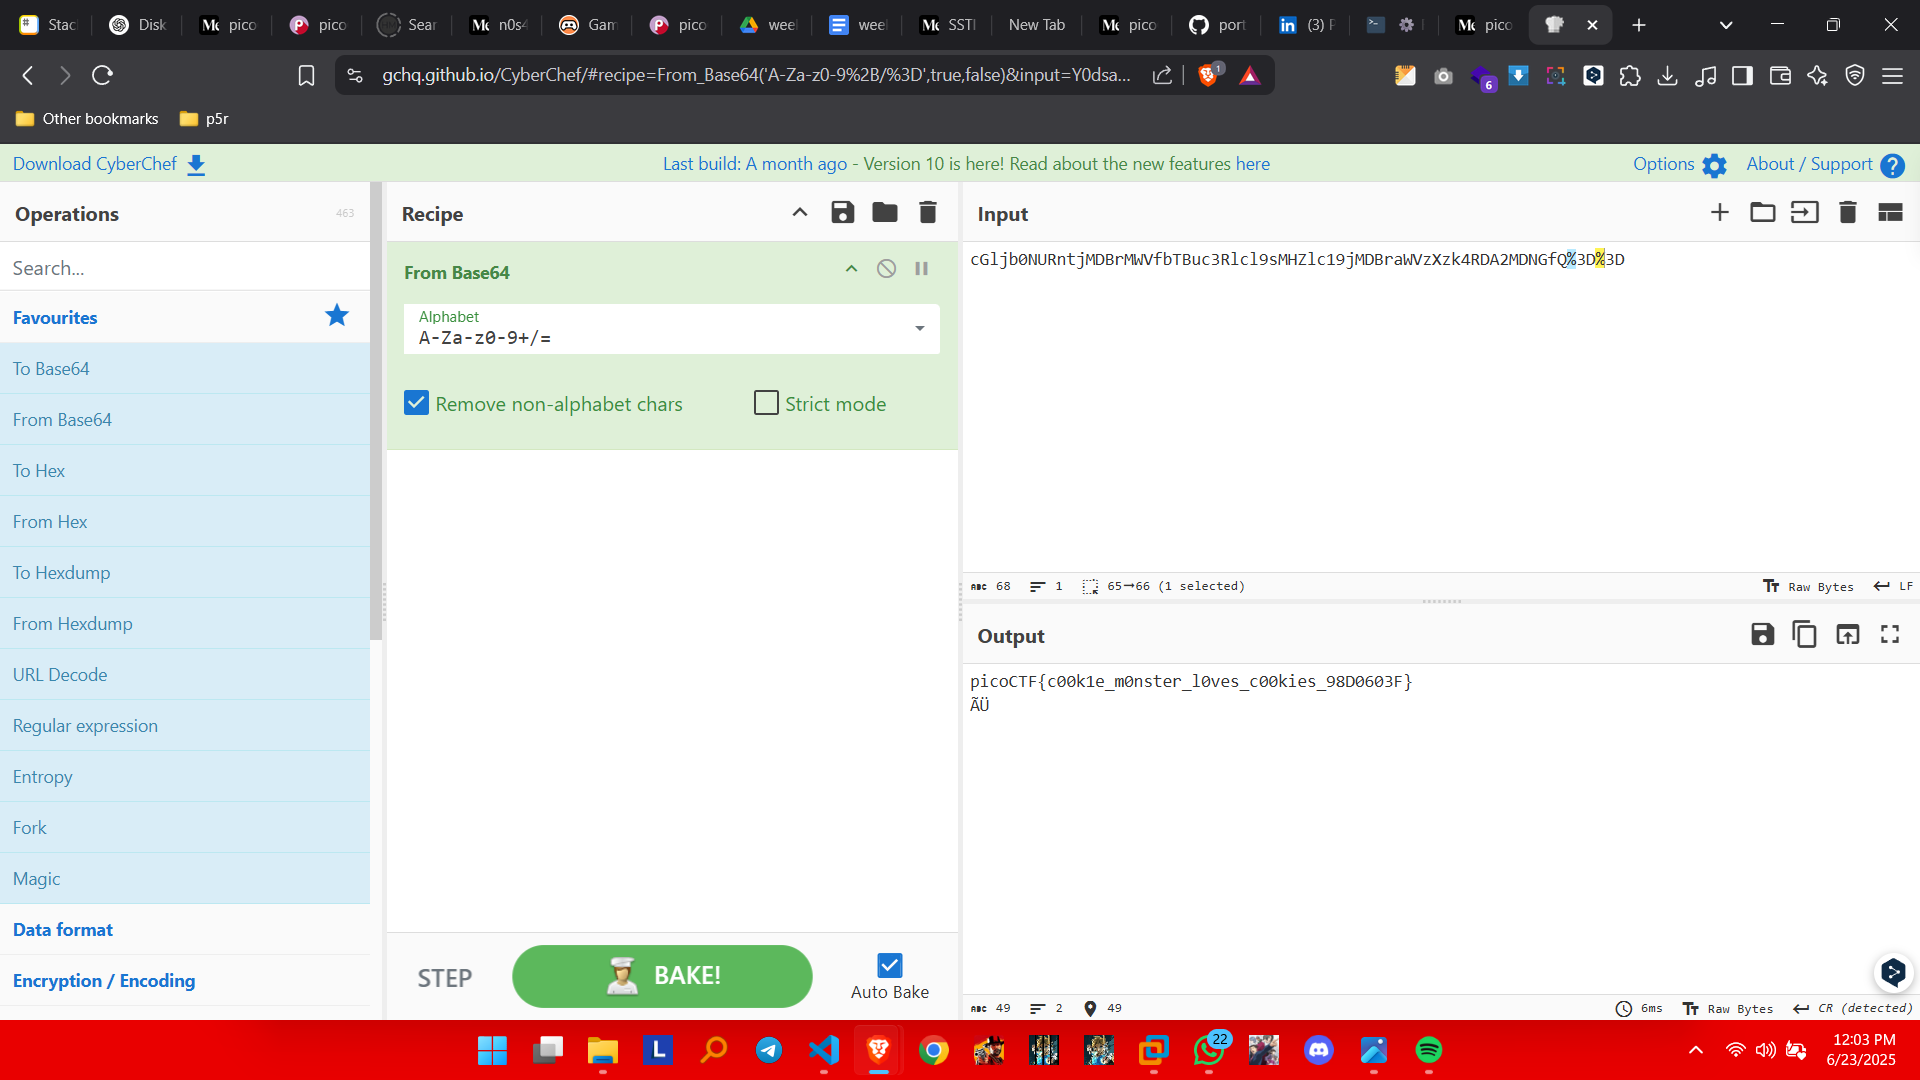 Stac
Disk
pico
pico
Sear
n0s4
Gam
pico
weel
weel
SSTI
New Tab
pico
port
(3) F
pico
gchq.github.io/CyberChef/#recipe=From_Base64('A-Za-z0-9%2B/%3D',true,false)&input=Y0dsa...
1
6
Other bookmarks
p5r
Download CyberChef
Last build: A month ago - Version 10 is here! Read about the new features here
Options
About / Support
Operations
463
Search...
Favourites
To Base64
From Base64
To Hex
From Hex
To Hexdump
From Hexdump
URL Decode
Regular expression
Entropy
Fork
Magic
Data format
Encryption / Encoding
Recipe
From Base64
Alphabet
A-Za-z0-9+/=
Remove non-alphabet chars
Strict mode
STEP
BAKE!
Auto Bake
Input
cGljb0NURntjMDBrMWVfbTBuc3Rlcl9sMHZlc19jMDBraWVzXzk4RDA2MDNGfQ%3D%3D
ABC 68
1
65→66 (1 selected)
Raw Bytes
LF
Output
picoCTF{c00k1e_m0nster_l0ves_c00kies_98D0603F}
ÃÜ
ABC 49
2
49
6ms
Raw Bytes
CR (detected)
L
22
12:03 PM
6/23/2025